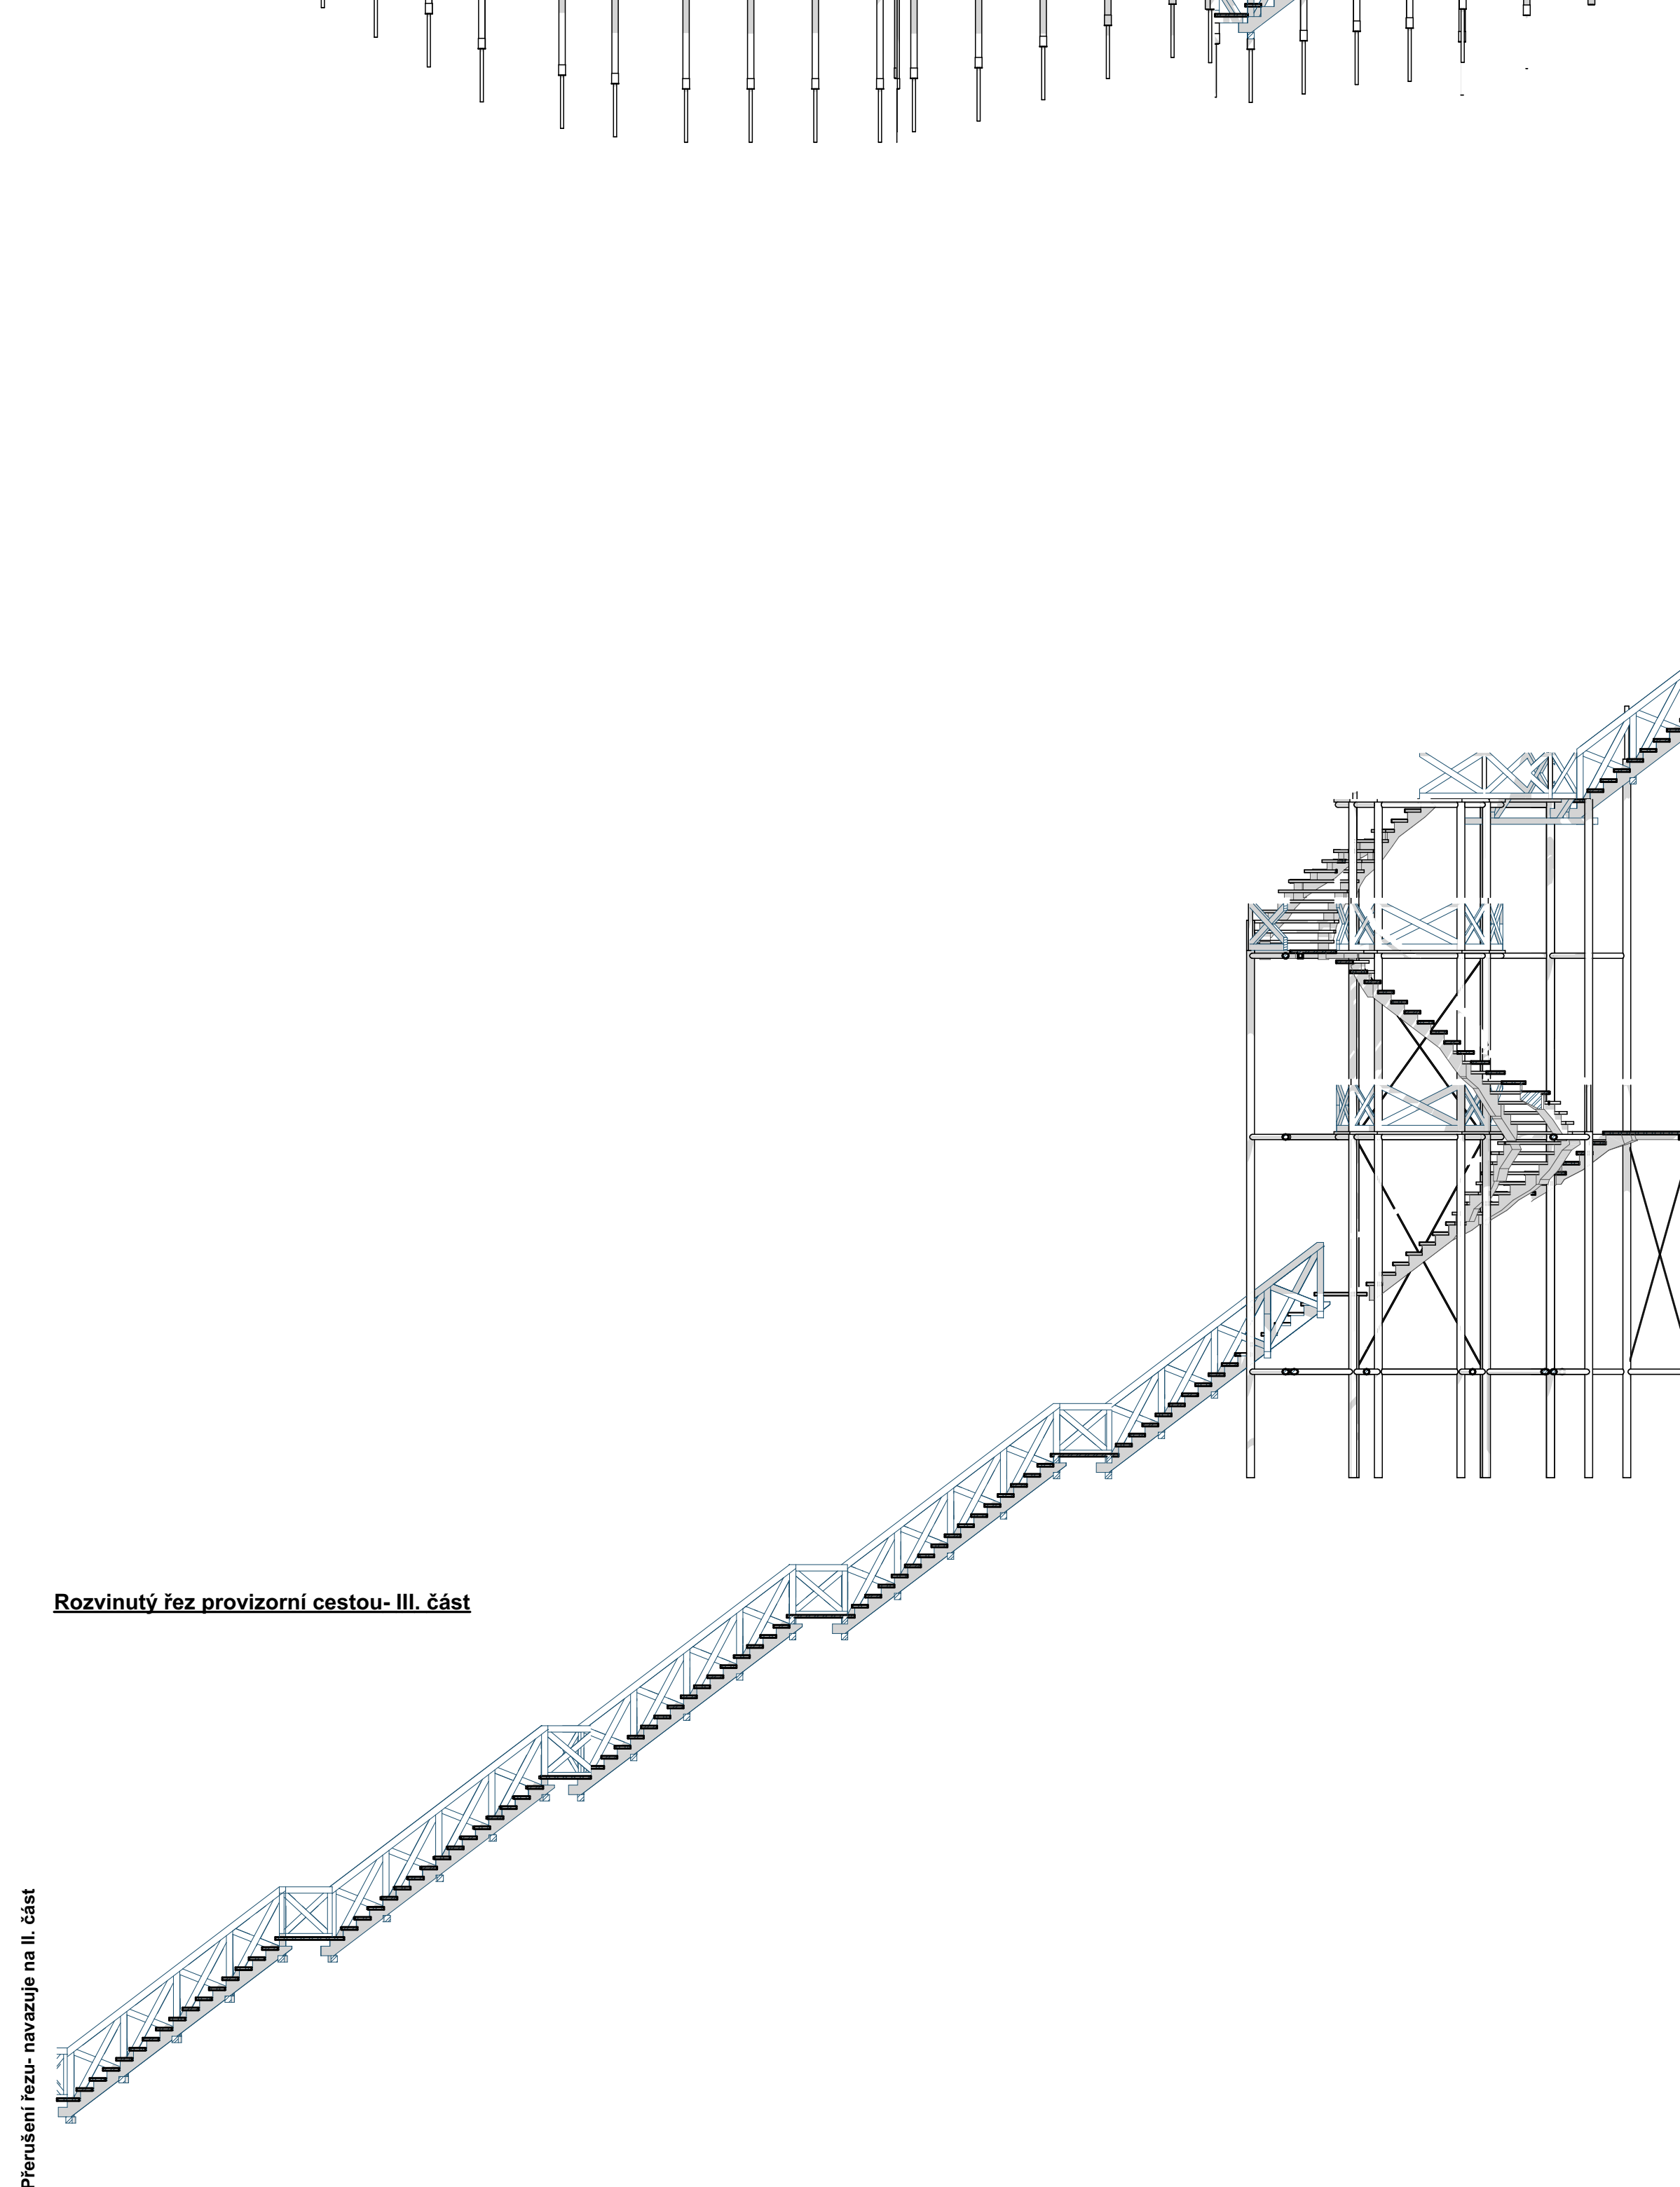 Rozvinutý řez provizorní cestou- III. část
Přerušení řezu- navazuje na II. část